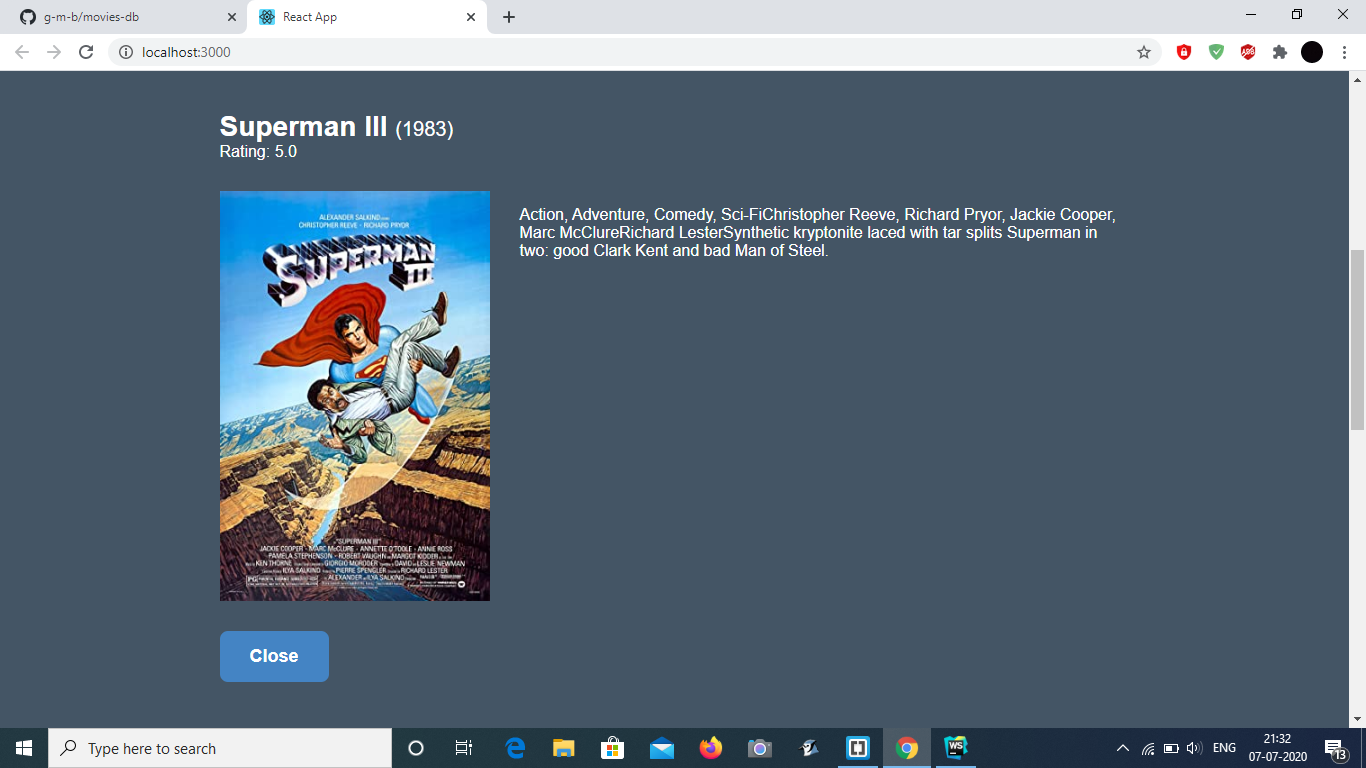 g-m-b/movies-db
React App
localhost:3000
ABP
Superman III (1983)
Rating: 5.0
ALEXANDER SALKIND
CHRISTOPHER REEVE · RICHARD PRYOR
SUPERMAN
III
"SUPERMAN III"
JACKIE COOPER · MARC McCLURE · ANNETTE O'TOOLE · ANNIE ROSS
PAMELA STEPHENSON · ROBERT VAUGHN MARGOT KIDDER
KEN THORNE GIORGIO MORODER DAVID LESLIE NEWMAN
ILYA SALKIND PIERRE SPENGLER RICHARD LESTER
ALEXANDER ILYA SALKIND
PG
Action, Adventure, Comedy, Sci-FiChristopher Reeve, Richard Pryor, Jackie Cooper,
Marc McClureRichard LesterSynthetic kryptonite laced with tar splits Superman in
two: good Clark Kent and bad Man of Steel.
Close
Type here to search
WS
ENG
21:32
07-07-2020
13